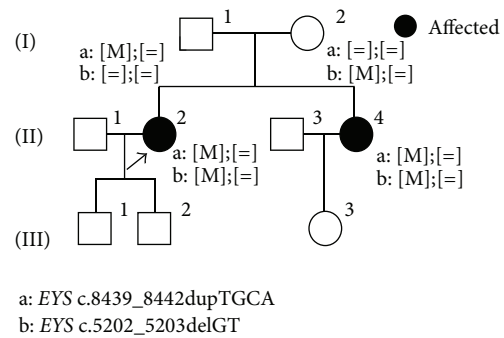 (I) 1 2 Affected
a: [M];[=] a: [=];[=]
b: [=];[=] b: [M];[=]
(II) 1 2 3 4
a: [M];[=] a: [M];[=]
b: [M];[=] b: [M];[=]
(III) 1 2 3
a: EYS c.8439_8442dupTGCA
b: EYS c.5202_5203delGT